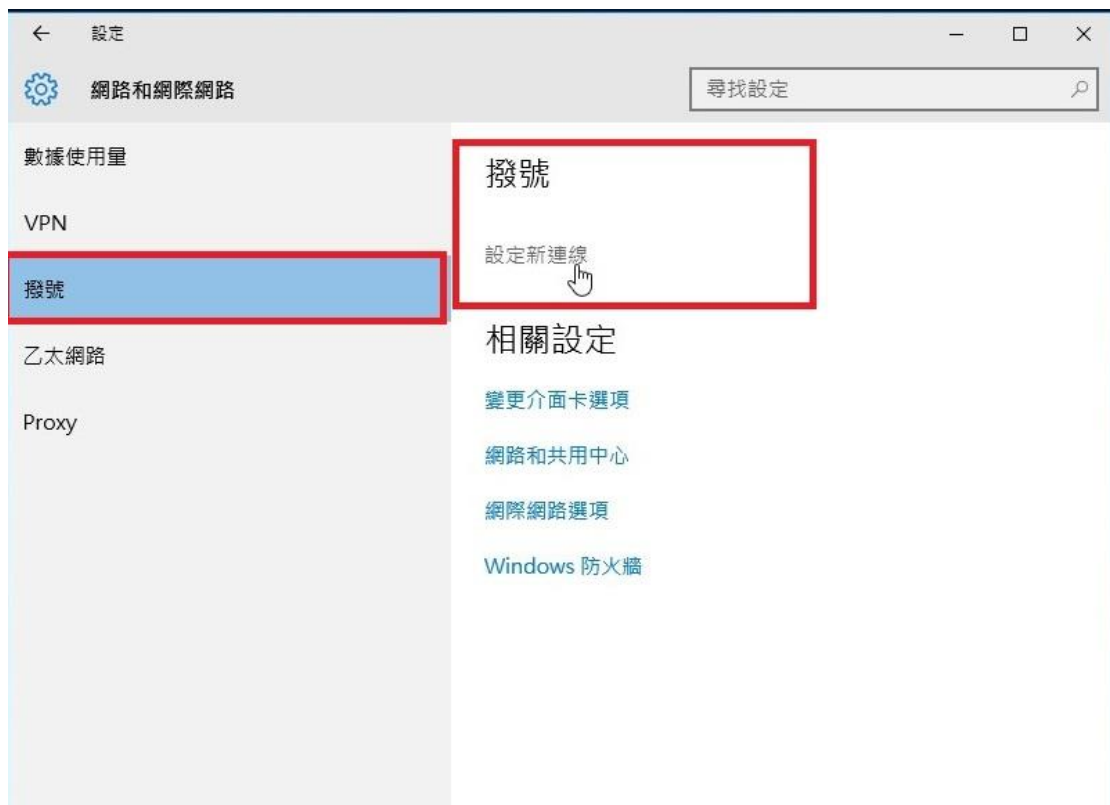 設定
網路和網際網路
尋找設定
數據使用量
VPN
撥號
乙太網路
Proxy
撥號
設定新連線
相關設定
變更介面卡選項
網路和共用中心
網際網路選項
Windows 防火牆